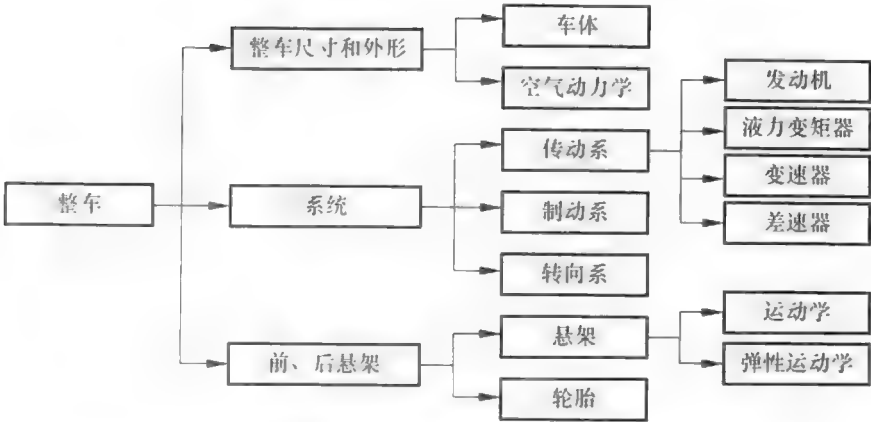 整车
整车尺寸和外形
车体
空气动力学
系统
传动系
发动机
液力变矩器
变速器
差速器
制动系
转向系
前、后悬架
悬架
运动学
弹性运动学
轮胎